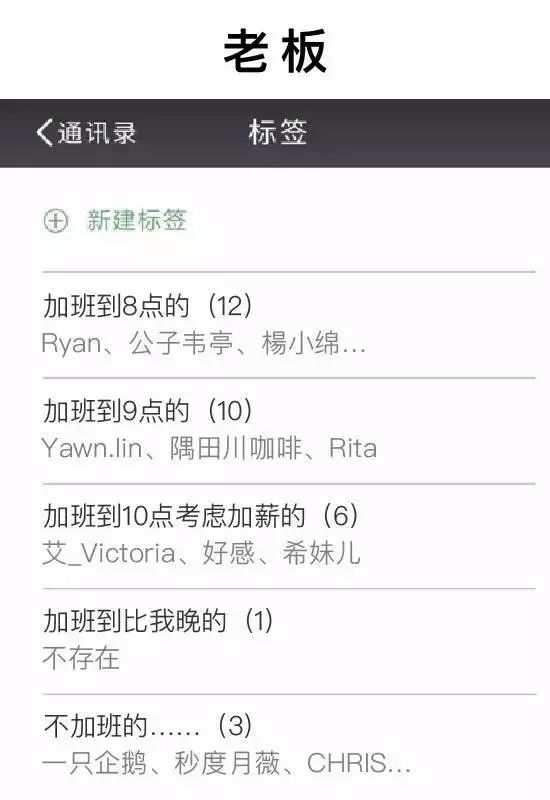 老板
通讯录 标签
新建标签
加班到8点的（12）
Ryan、公子韦亭、楊小绵...
加班到9点的（10）
Yawn.lin、隅田川咖啡、Rita
加班到10点考虑加薪的（6）
艾_Victoria、好感、希妹儿
加班到比我晚的（1）
不存在
不加班的......（3）
一只企鹅、秒度月薇、CHRIS...